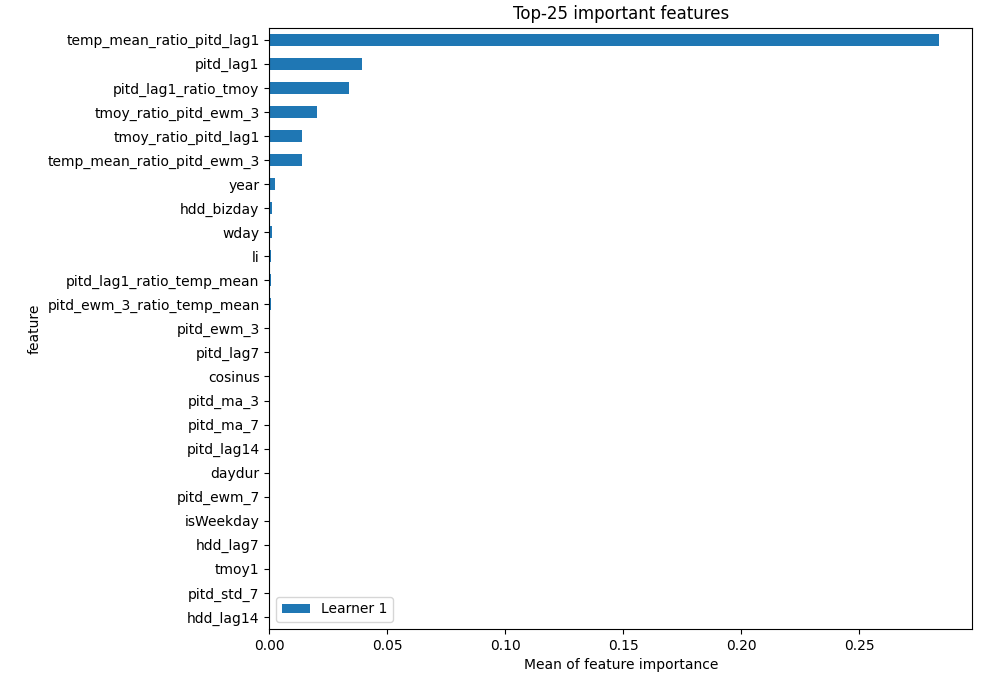 Top-25 important features
temp_mean_ratio_pitd_lag1
pitd_lag1
pitd_lag1_ratio_tmoy
tmoy_ratio_pitd_ewm_3
tmoy_ratio_pitd_lag1
temp_mean_ratio_pitd_ewm_3
year
hdd_bizday
wday
li
pitd_lag1_ratio_temp_mean
pitd_ewm_3_ratio_temp_mean
pitd_ewm_3
pitd_lag7
cosinus
pitd_ma_3
pitd_ma_7
pitd_lag14
daydur
pitd_ewm_7
isWeekday
hdd_lag7
tmoy1
pitd_std_7
hdd_lag14
feature
Learner 1
0.00 0.05 0.10 0.15 0.20 0.25
Mean of feature importance